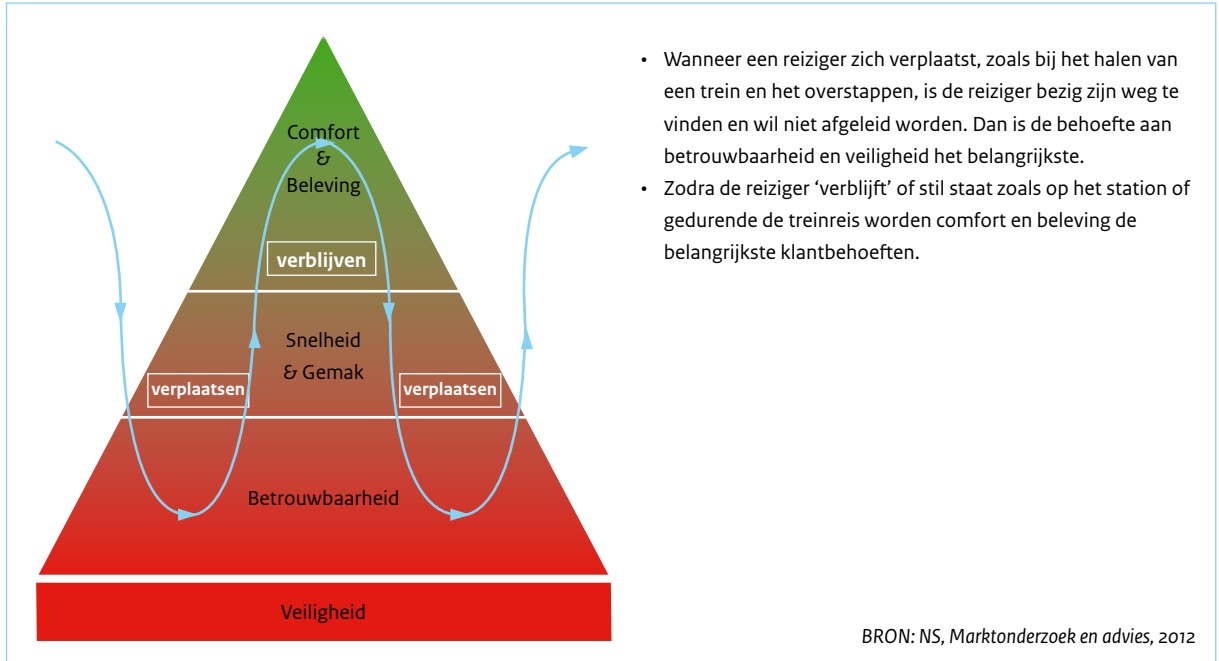 Comfort
&
Beleving
verblijven
Snelheid
& Gemak
verplaatsen
verplaatsen
Betrouwbaarheid
Veiligheid
• Wanneer een reiziger zich verplaatst, zoals bij het halen van
een trein en het overstappen, is de reiziger bezig zijn weg te
vinden en wil niet afgeleid worden. Dan is de behoefte aan
betrouwbaarheid en veiligheid het belangrijkste.
• Zodra de reiziger ‘verblijft’ of stil staat zoals op het station of
gedurende de treinreis worden comfort en beleving de
belangrijkste klantbehoeften.
BRON: NS, Marktonderzoek en advies, 2012